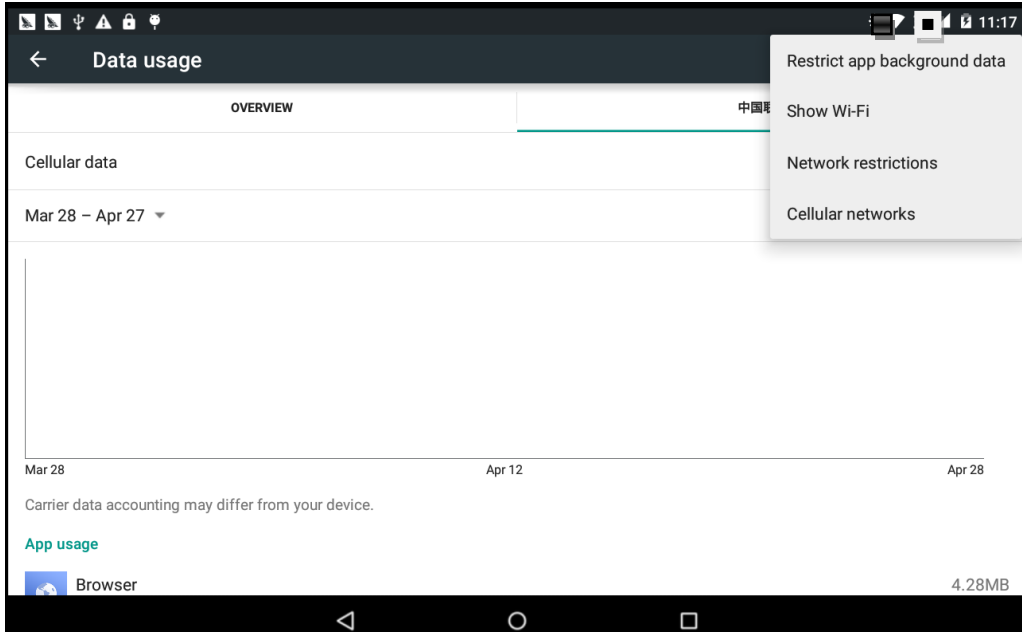 11:17
Data usage
Restrict app background data
OVERVIEW
中国
Show Wi-Fi
Cellular data
Network restrictions
Mar 28 – Apr 27
Cellular networks
Mar 28
Apr 12
Apr 28
Carrier data accounting may differ from your device.
App usage
Browser
4.28MB